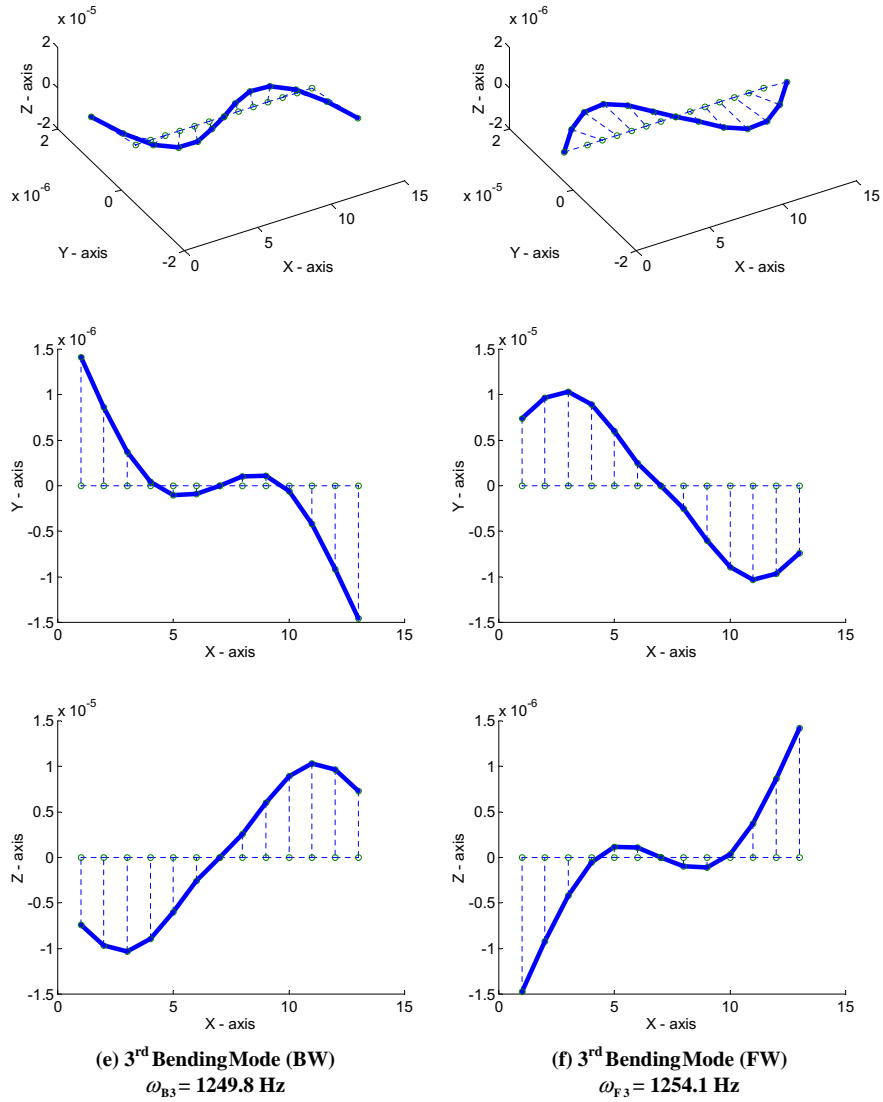 x 10^-5
2
0
-2
Z - axis
2
x 10^-6
0
-2
Y - axis
0
5
10
15
X - axis
x 10^-6
2
0
-2
Z - axis
2
0
x 10^-5
-2
Y - axis
0
5
10
15
X - axis
x 10^-6
1.5
1
0.5
0
-0.5
-1
-1.5
Y - axis
0
5
10
15
X - axis
x 10^-5
1.5
1
0.5
0
-0.5
-1
-1.5
Y - axis
0
5
10
15
X - axis
x 10^-5
1.5
1
0.5
0
-0.5
-1
-1.5
Z - axis
0
5
10
15
X - axis
x 10^-6
1.5
1
0.5
0
-0.5
-1
-1.5
Z - axis
0
5
10
15
X - axis
(e) 3rd Bending Mode (BW)
ωB3 = 1249.8 Hz
(f) 3rd Bending Mode (FW)
ωF3 = 1254.1 Hz